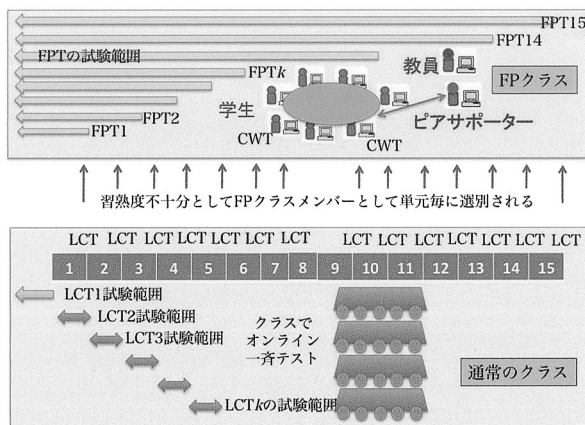 FPT15
FPT14
FPTの試験範囲
FPTk
FPT2
FPT1
教員
FPクラス
学生
ピアサポーター
CWT
CWT
習熟度不十分としてFPクラスメンバーとして単元毎に選別される
LCT LCT LCT LCT LCT LCT LCT LCT LCT LCT LCT LCT LCT LCT
1 2 3 4 5 6 7 8 9 10 11 12 13 14 15
LCT1試験範囲
LCT2試験範囲
LCT3試験範囲
クラスで
オンライン
一斉テスト
LCTkの試験範囲
通常のクラス